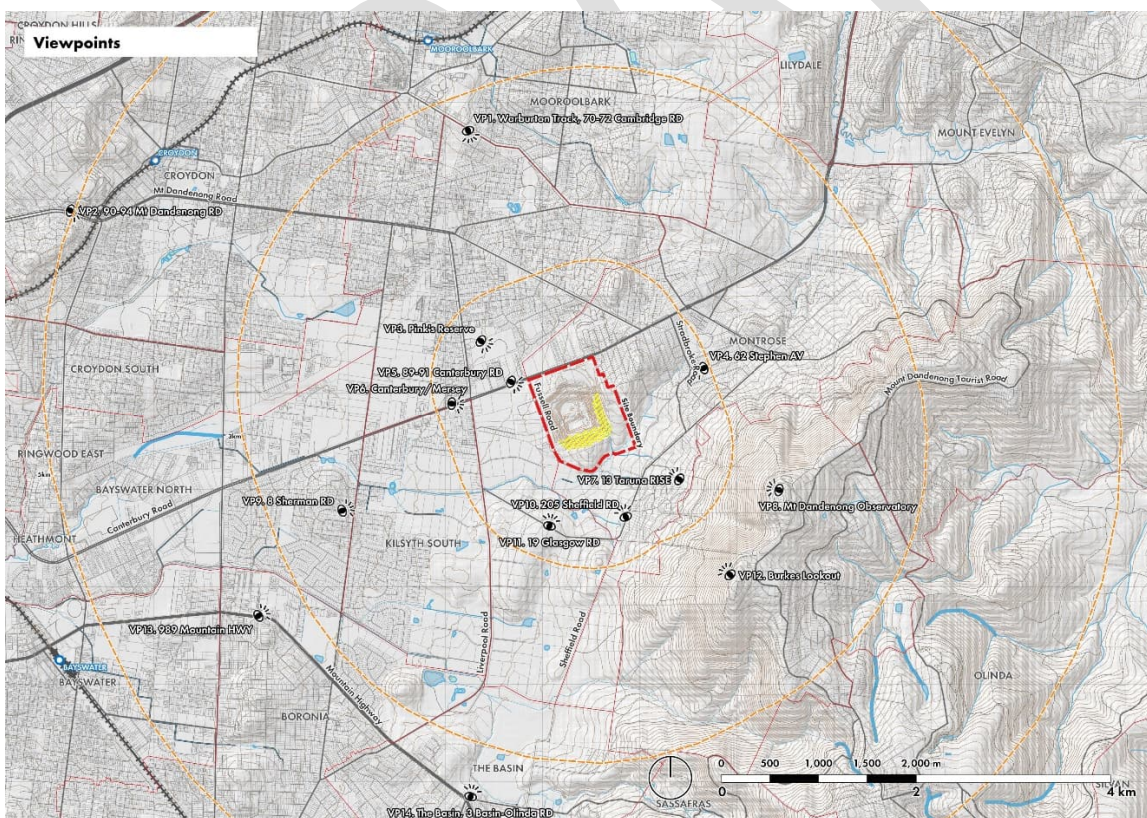 Viewpoints
CROYDON HILLS
MOOROOLBARK
LILYDALE
MOOROOLBARK
VP1. Warburton Track, 70-72 Cambridge RD
MOUNT EVELYN
CROYDON
CROYDON
Mt Dandenong Road
VP2. 90-94 Mt Dandenong RD
VP3. Pink's Reserve
Stradbroke Road
MONTROSE
VP4. 62 Stephen AV
CROYDON SOUTH
VP5. 89-91 Canterbury RD
VP6. Canterbury/Mersey
Fussell Road
Site Boundary
Mount Dandenong Tourist Road
3km
RINGWOOD EAST
5km
BAYSWATER NORTH
VP7. 13 Taruna RISE
Canterbury Road
VP9. 8 Sherman RD
VP10. 205 Sheffield RD
VP8. Mt Dandenong Observatory
HEATHMONT
KILSYTH SOUTH
VP11. 19 Glasgow RD
VP12. Burkes Lookout
VP13. 989 Mountain HWY
Liverpool Road
Sheffield Road
BAYSWATER
BAYSWATER
Mountain Highway
OLINDA
BORONIA
THE BASIN
0 500 1,000 1,500 2,000 m
SILVAN
0 2 4 km
SASSAFRAS
VP14. The Basin, 3 Basin-Olinda RD